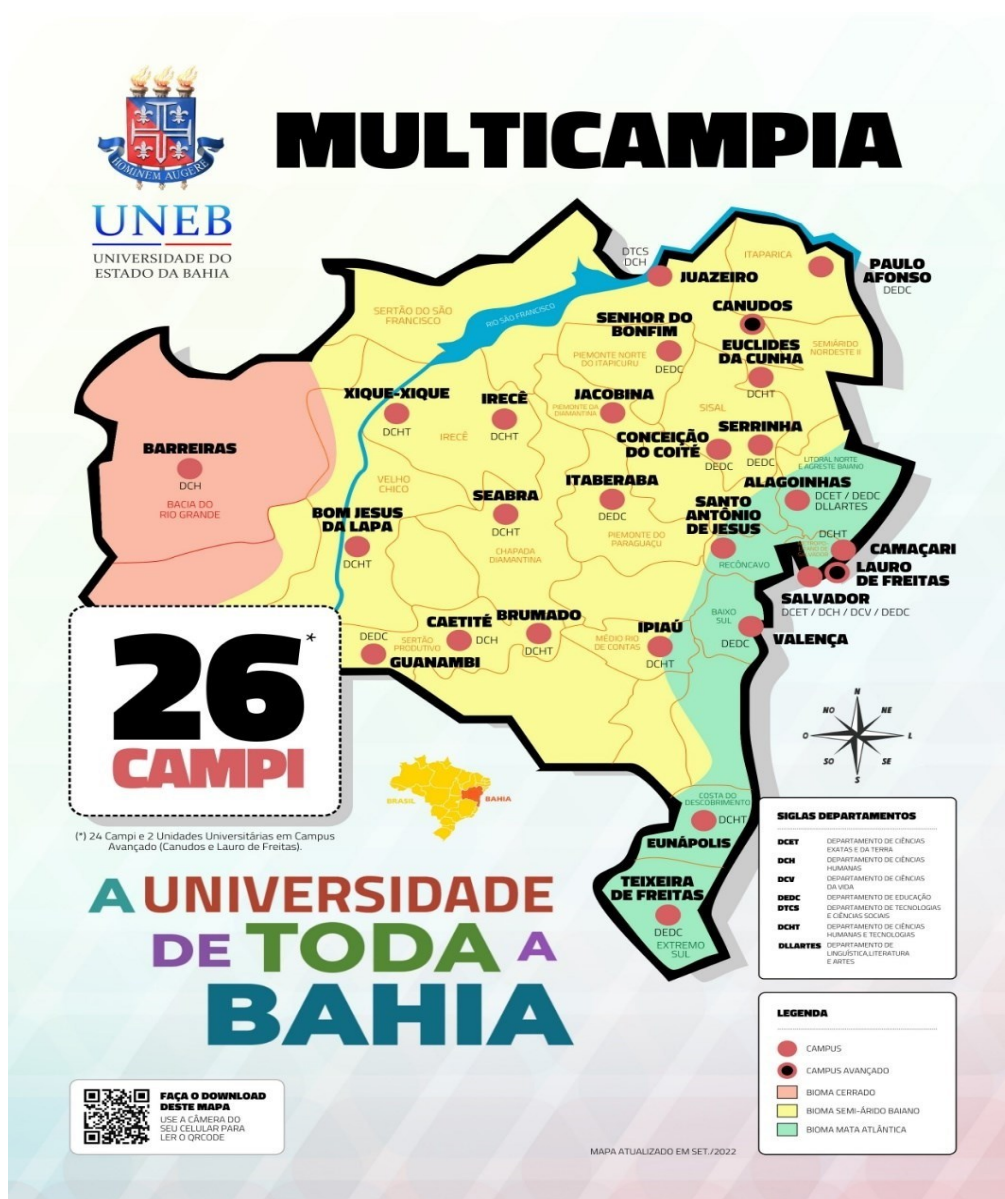 MULTICAMPIA
HOMINEM AUGERE
UNEB
UNIVERSIDADE DO
ESTADO DA BAHIA
DTCS
DCH
JUAZEIRO
ITAPARICA
PAULO
AFONSO
DEDC
SERTÃO DO SÃO
FRANCISCO
RIO SÃO FRANCISCO
CANUDOS
SENHOR DO
BONFIM
DEDC
PIEMONTE NORTE
DO ITAPICURU
EUCLIDES
DA CUNHA
DCHT
SEMIÁRIDO
NORDESTE II
XIQUE-XIQUE
DCHT
IRECÊ
DCHT
IRECÊ
JACOBINA
PIEMONTE DA
DIAMANTINA
SISAL
BARREIRAS
DCH
BACIA DO
RIO GRANDE
CONCEIÇÃO
DO COITÉ
DEDC
SERRINHA
DEDC
LITORAL NORTE
E AGRESTE BAIANO
VELHO
CHICO
ALAGOINHAS
DCET / DEDC
DLLARTES
BOM JESUS
DA LAPA
DCHT
SEABRA
DCHT
ITABERABA
DEDC
SANTO
ANTÔNIO
DE JESUS
RECÔNCAVO
PIEMONTE DO
PARAGUAÇU
CHAPADA
DIAMANTINA
DCHT
CAMAÇARI
LAURO
DE FREITAS
SALVADOR
DCET / DCH / DCV / DEDC
BAIXO
SUL
DEDC
VALENÇA
DEDC
GUANAMBI
SERTÃO
PRODUTIVO
CAETITÉ
DCH
BRUMADO
DCHT
MÉDIO RIO
DE CONTAS
IPIAÚ
DCHT
26*
CAMPI
(*) 24 Campi e 2 Unidades Universitárias em Campus
Avançado (Canudos e Lauro de Freitas).
BRASIL
BAHIA
N
NO
NE
O
L
SO
SE
S
COSTA DO
DESCOBRIMENTO
DCHT
EUNÁPOLIS
TEIXEIRA
DE FREITAS
DEDC
EXTREMO
SUL
A UNIVERSIDADE
DE TODA A
BAHIA
SIGLAS DEPARTAMENTOS
DCET DEPARTAMENTO DE CIÊNCIAS
EXATAS E DA TERRA
DCH DEPARTAMENTO DE CIÊNCIAS
HUMANAS
DCV DEPARTAMENTO DE CIÊNCIAS
DA VIDA
DEDC DEPARTAMENTO DE EDUCAÇÃO
DTCS DEPARTAMENTO DE TECNOLOGIAS
E CIÊNCIAS SOCIAIS
DCHT DEPARTAMENTO DE CIÊNCIAS
HUMANAS E TECNOLOGIAS
DLLARTES DEPARTAMENTO DE
LINGUÍSTICA,LITERATURA
E ARTES
LEGENDA
CAMPUS
CAMPUS AVANÇADO
BIOMA CERRADO
BIOMA SEMI-ÁRIDO BAIANO
BIOMA MATA ATLÂNTICA
FAÇA O DOWNLOAD
DESTE MAPA
USE A CÂMERA DO
SEU CELULAR PARA
LER O QRCODE
MAPA ATUALIZADO EM SET./2022